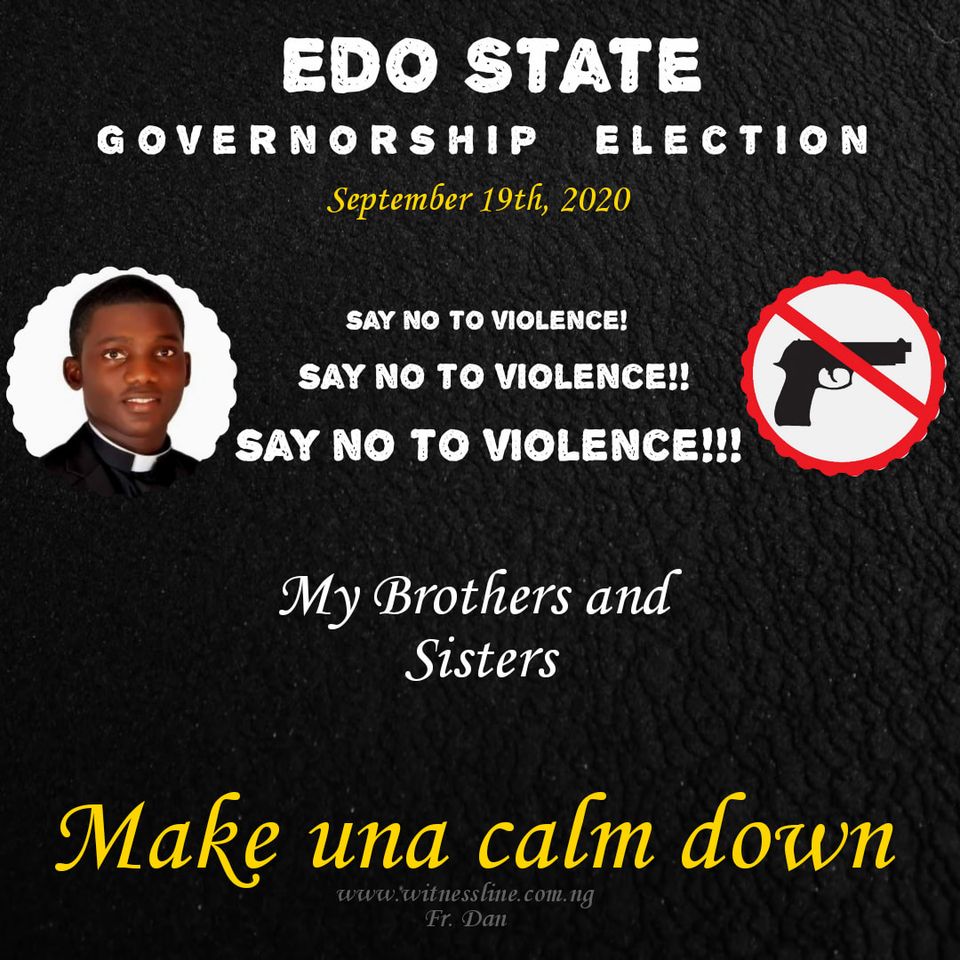 EDO STATE
GOVERNORSHIP ELECTION
September 19th, 2020
SAY NO TO VIOLENCE!
SAY NO TO VIOLENCE!!
SAY NO TO VIOLENCE!!!
My Brothers and
Sisters
Make una calm down
www.witnessline.com.ng
Fr. Dan